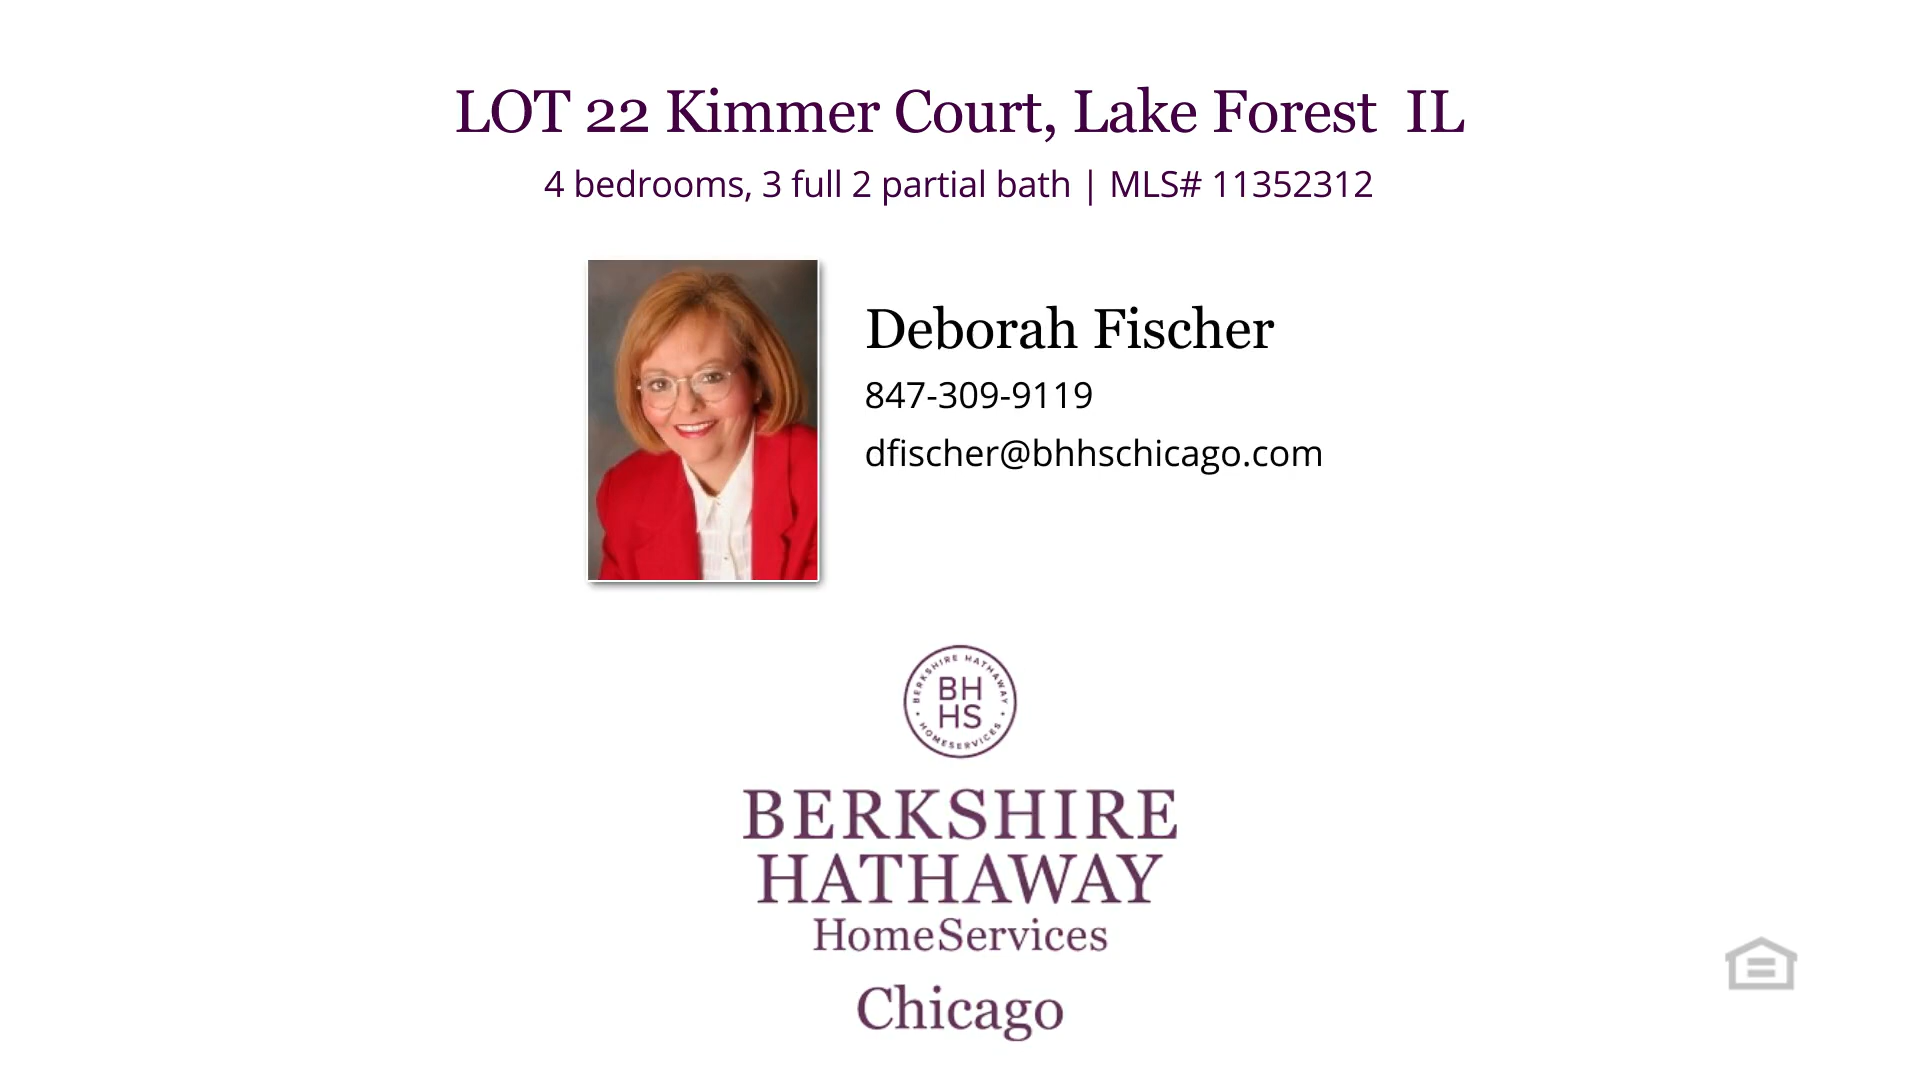 LOT 22 Kimmer Court, Lake Forest  IL
4 bedrooms, 3 full 2 partial bath | MLS# 11352312
Deborah Fischer
847-309-9119
dfischer@bhhschicago.com
BERKSHIRE HATHAWAY
BH
HS
HOMESERVICES
BERKSHIRE
HATHAWAY
HomeServices
Chicago